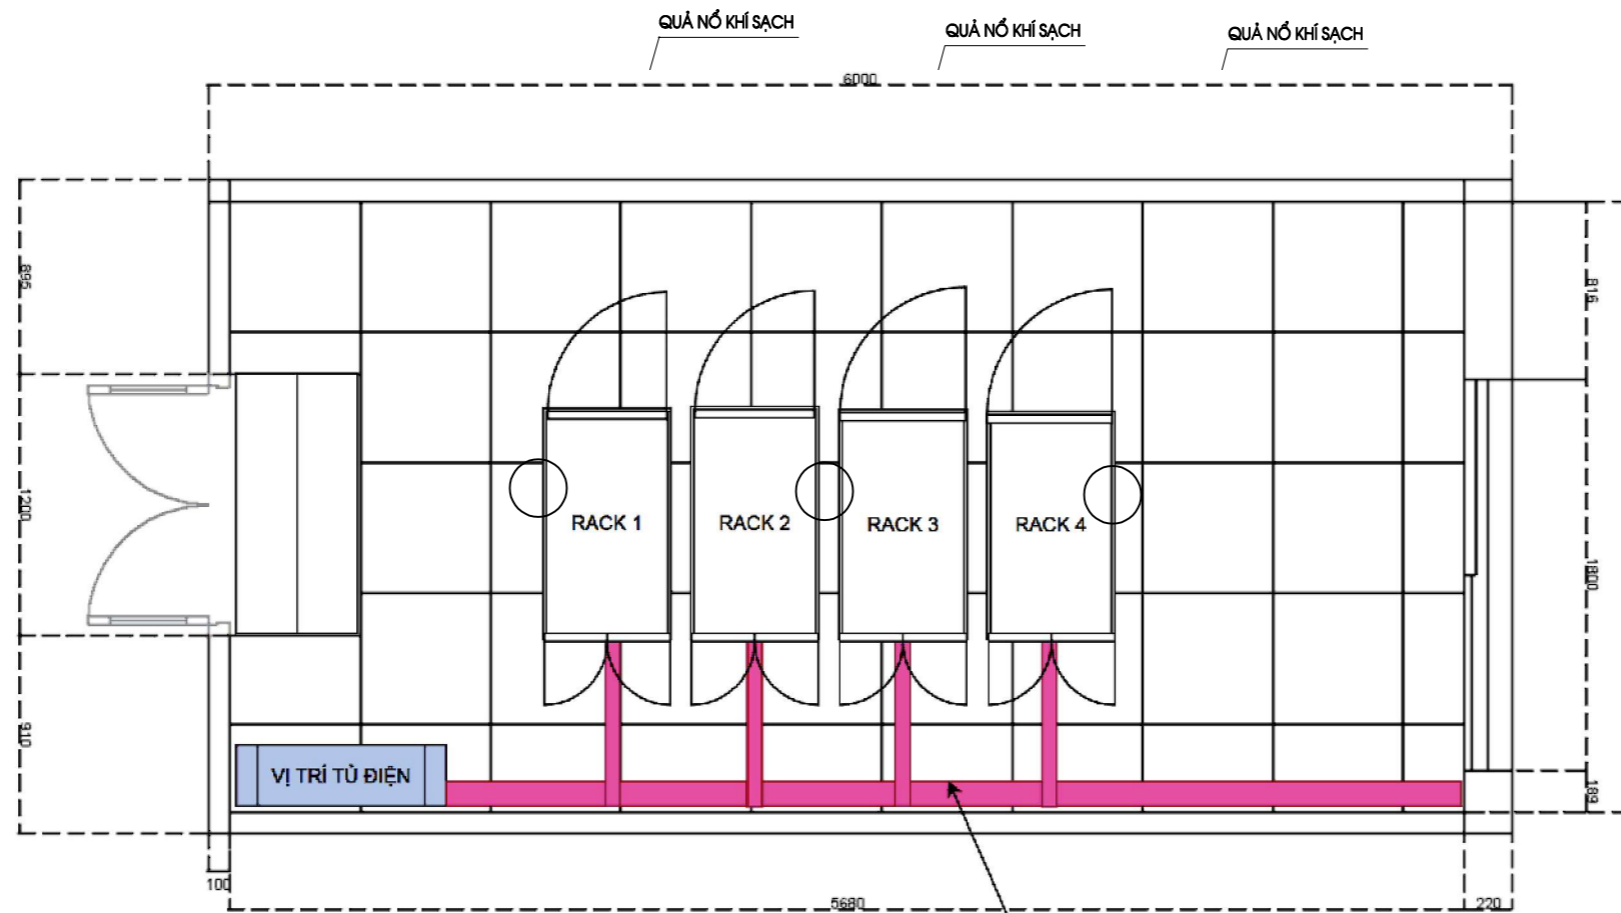 QUẢ NỔ KHÍ SẠCH
QUẢ NỔ KHÍ SẠCH
QUẢ NỔ KHÍ SẠCH
6000
895
816
1200
RACK 1
RACK 2
RACK 3
RACK 4
1800
910
VỊ TRÍ TỦ ĐIỆN
189
100
5680
220